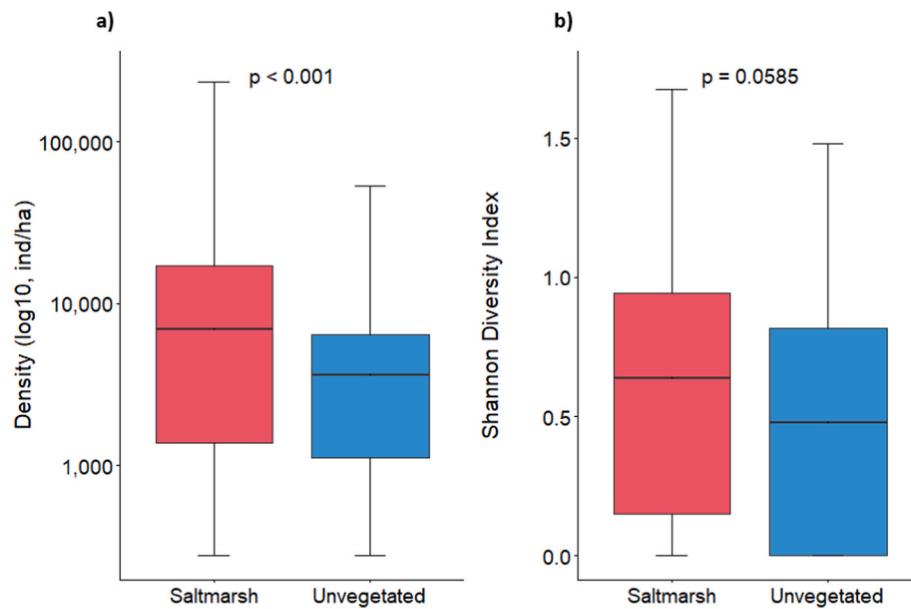 a)
p < 0.001
Density (log10, ind/ha)
100,000
10,000
1,000
Saltmarsh
Unvegetated
b)
p = 0.0585
Shannon Diversity Index
1.5
1.0
0.5
0.0
Saltmarsh
Unvegetated